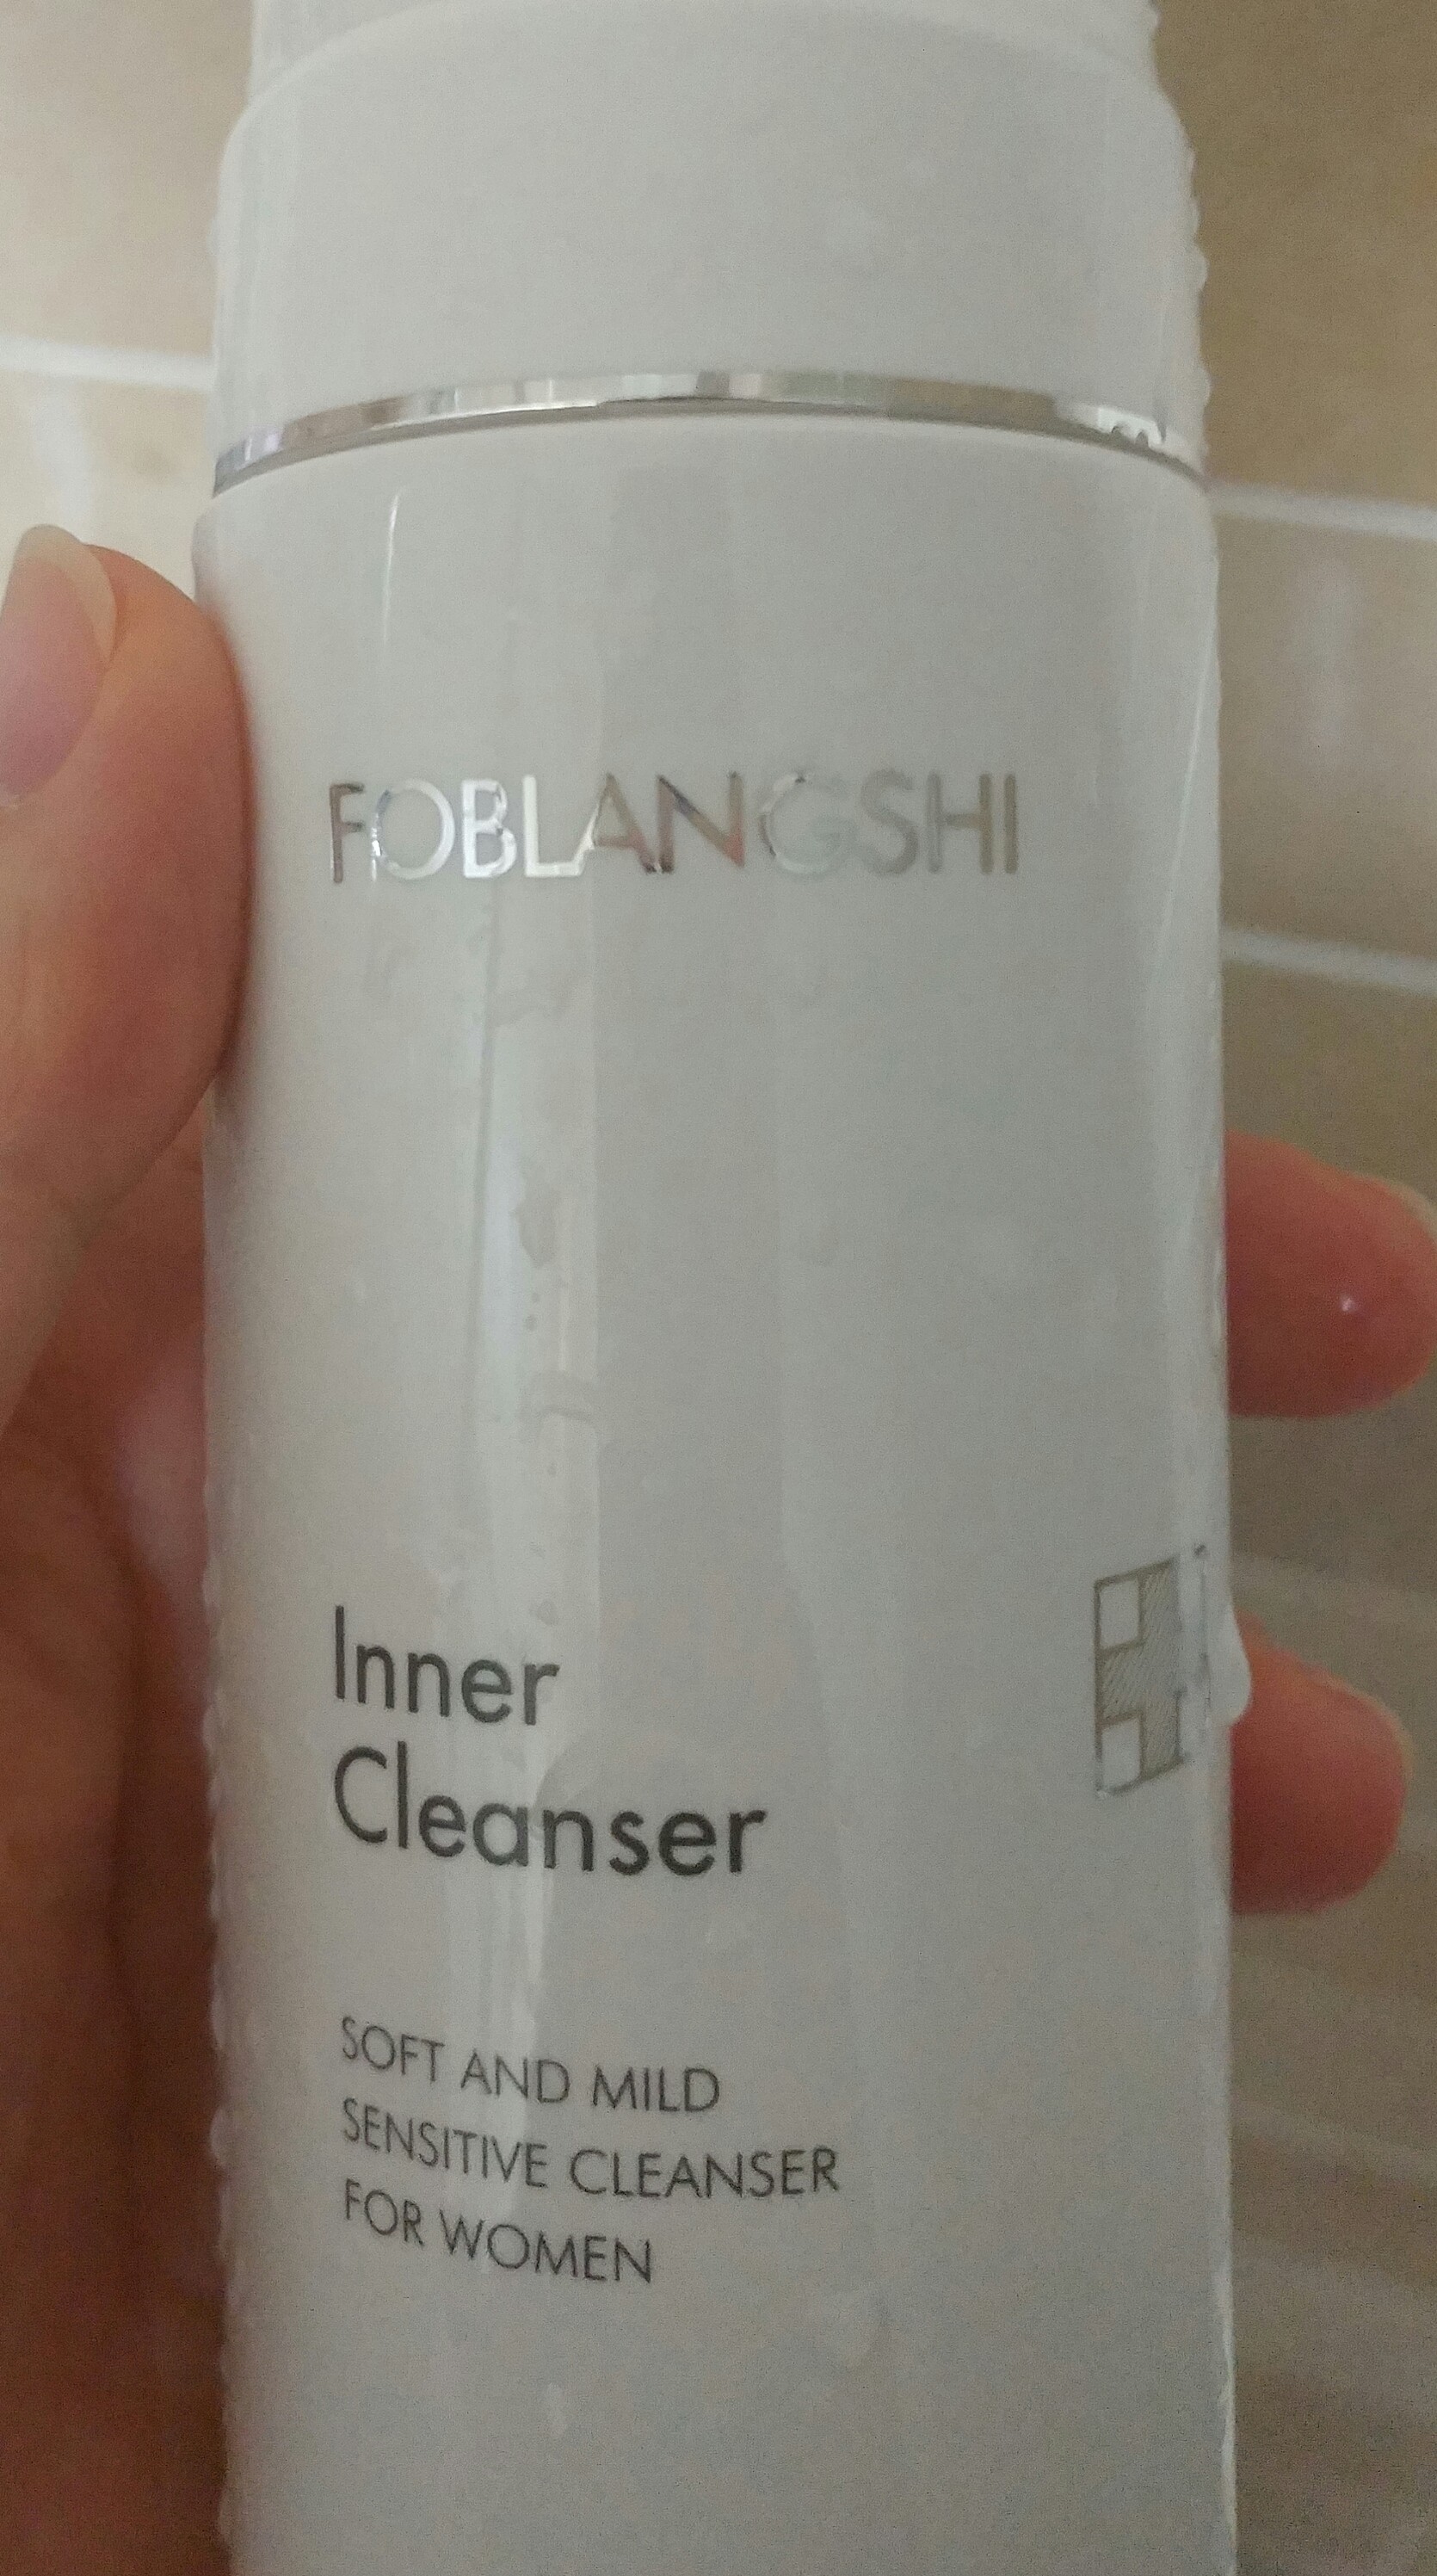 FOBLANGSHI
Inner
Cleanser
SOFT AND MILD
SENSITIVE CLEANSER
FOR WOMEN